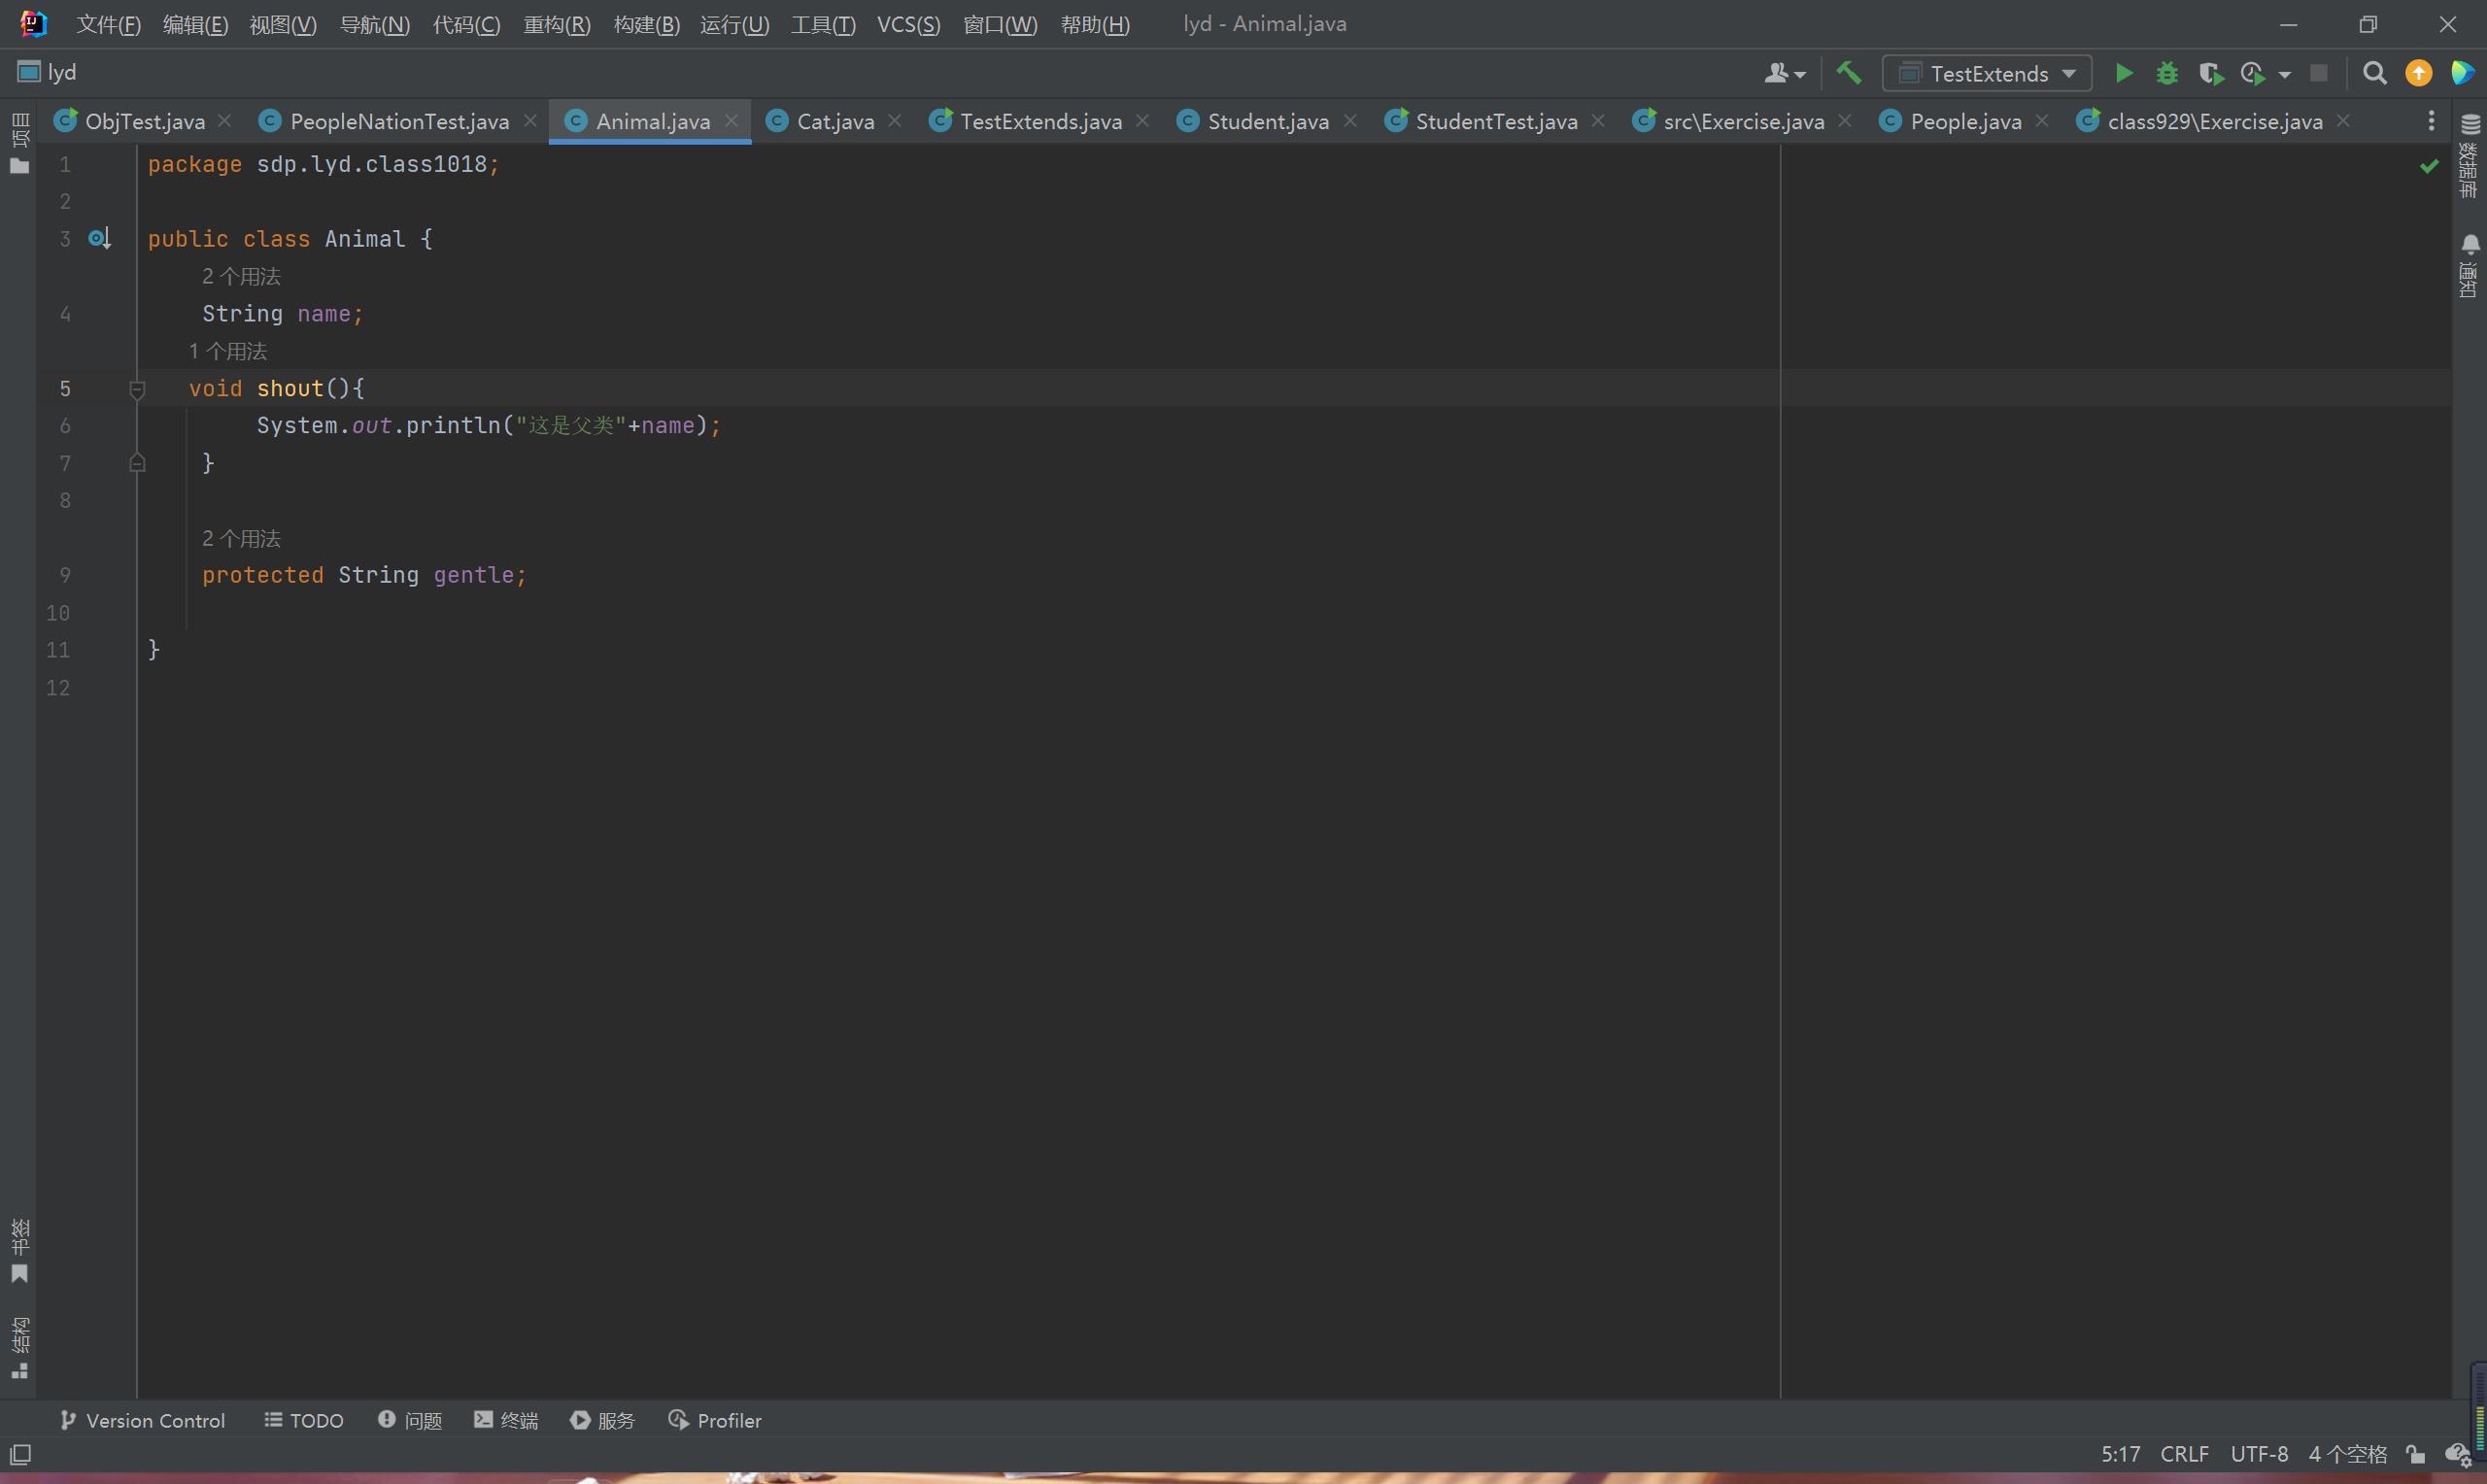 文件(F) 编辑(E) 视图(V) 导航(N) 代码(C) 重构(R) 构建(B) 运行(U) 工具(T) VCS(S) 窗口(W) 帮助(H) lyd - Animal.java
lyd
TestExtends
ObjTest.java PeopleNationTest.java Animal.java Cat.java TestExtends.java Student.java StudentTest.java src\Exercise.java People.java class929\Exercise.java
项目
数据库
通知
1 package sdp.lyd.class1018;
2
3 public class Animal {
2 个用法
4 String name;
1 个用法
5 void shout(){
6 System.out.println("这是父类"+name);
7 }
8
2 个用法
9 protected String gentle;
10
11 }
12
书签
结构
Version Control TODO 问题 终端 服务 Profiler
5:17 CRLF UTF-8 4 个空格